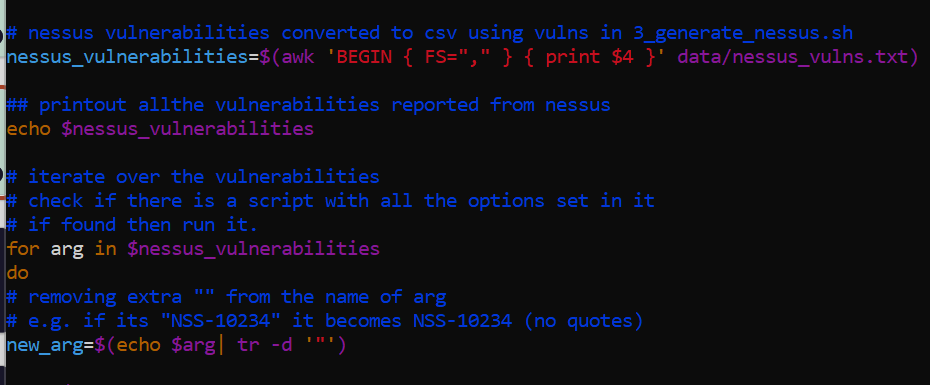 # nessus vulnerabilities converted to csv using vulns in 3_generate_nessus.sh
nessus_vulnerabilities=$(awk 'BEGIN { FS="," } { print $4 }' data/nessus_vulns.txt)
## printout allthe vulnerabilities reported from nessus
echo $nessus_vulnerabilities
# iterate over the vulnerabilities
# check if there is a script with all the options set in it
# if found then run it.
for arg in $nessus_vulnerabilities
do
# removing extra "" from the name of arg
# e.g. if its "NSS-10234" it becomes NSS-10234 (no quotes)
new_arg=$(echo $arg| tr -d '"')